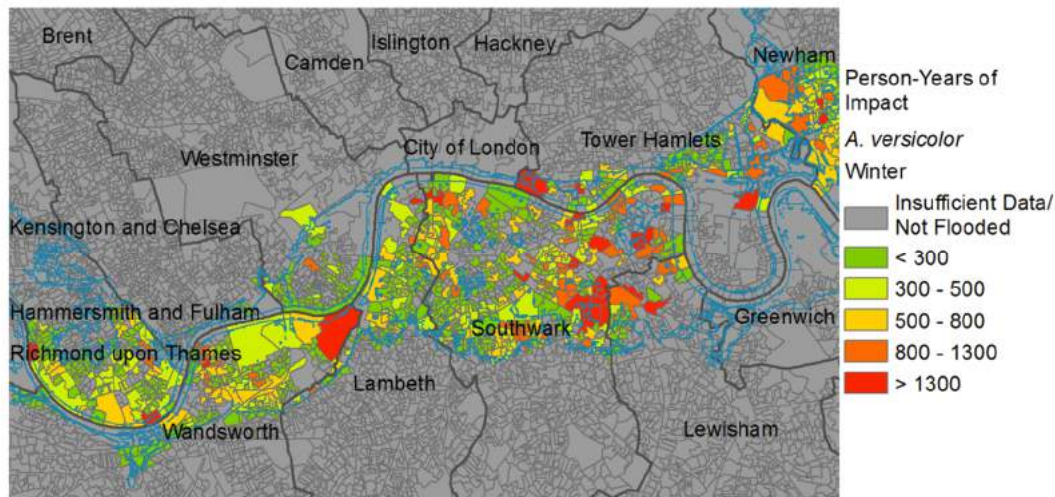 Brent
Islington
Hackney
Camden
Newham
Westminster
City of London
Tower Hamlets
Kensington and Chelsea
Hammersmith and Fulham
Richmond upon Thames
Southwark
Greenwich
Lambeth
Wandsworth
Lewisham
Person-Years of
Impact
A. versicolor
Winter
Insufficient Data/
Not Flooded
< 300
300 - 500
500 - 800
800 - 1300
> 1300